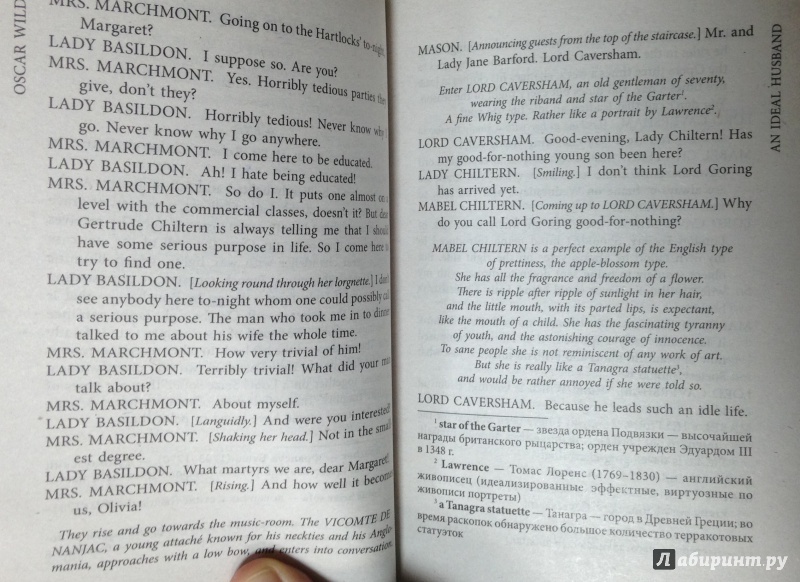 OSCAR WILD
MRS. MARCHMONT. Going on to the Hartlocks' to-night,
Margaret?
LADY BASILDON. I suppose so. Are you?
MRS. MARCHMONT. Yes. Horribly tedious parties they
give, don't they?
LADY BASILDON. Horribly tedious! Never know why
go. Never know why I go anywhere.
MRS. MARCHMONT. I come here to be educated.
LADY BASILDON. Ah! I hate being educated!
MRS. MARCHMONT. So do I. It puts one almost on a
level with the commercial classes, doesn't it? But dear
Gertrude Chiltern is always telling me that I should
have some serious purpose in life. So I come here to
try to find one.
LADY BASILDON. [Looking round through her lorgnette.] I don't
see anybody here to-night whom one could possibly call
a serious purpose. The man who took me in to dinner
talked to me about his wife the whole time.
MRS. MARCHMONT. How very trivial of him!
LADY BASILDON. Terribly trivial! What did your man
talk about?
MRS. MARCHMONT. About myself.
LADY BASILDON. [Languidly.] And were you interested?
MRS. MARCHMONT. [Shaking her head.] Not in the small-
est degree.
LADY BASILDON. What martyrs we are, dear Margaret!
MRS. MARCHMONT. [Rising.] And how well it becomes
us, Olivia!
They rise and go towards the music-room. The VICOMTE DE
NANJAC, a young attaché known for his neckties and his Anglo-
mania, approaches with a low bow, and enters into conversation.
AN IDEAL HUSBAND
MASON. [Announcing guests from the top of the staircase.] Mr. and
Lady Jane Barford. Lord Caversham.
Enter LORD CAVERSHAM, an old gentleman of seventy,
wearing the riband and star of the Garter¹.
A fine Whig type. Rather like a portrait by Lawrence².
LORD CAVERSHAM. Good-evening, Lady Chiltern! Has
my good-for-nothing young son been here?
LADY CHILTERN. [Smiling.] I don't think Lord Goring
has arrived yet.
MABEL CHILTERN. [Coming up to LORD CAVERSHAM.] Why
do you call Lord Goring good-for-nothing?
MABEL CHILTERN is a perfect example of the English type
of prettiness, the apple-blossom type.
She has all the fragrance and freedom of a flower.
There is ripple after ripple of sunlight in her hair,
and the little mouth, with its parted lips, is expectant,
like the mouth of a child. She has the fascinating tyranny
of youth, and the astonishing courage of innocence.
To sane people she is not reminiscent of any work of art.
But she is really like a Tanagra statuette³,
and would be rather annoyed if she were told so.
LORD CAVERSHAM. Because he leads such an idle life.
¹ star of the Garter — звезда ордена Подвязки — высочайшей
награды британского рыцарства; орден учрежден Эдуардом III
в 1348 г.
² Lawrence — Томас Лоренс (1769–1830) — английский
живописец (идеализированные эффектные, виртуозные по
живописи портреты)
³ a Tanagra statuette — Танагра — город в Древней Греции; во
время раскопок обнаружено большое количество терракотовых
статуэток
Лабиринт.ру